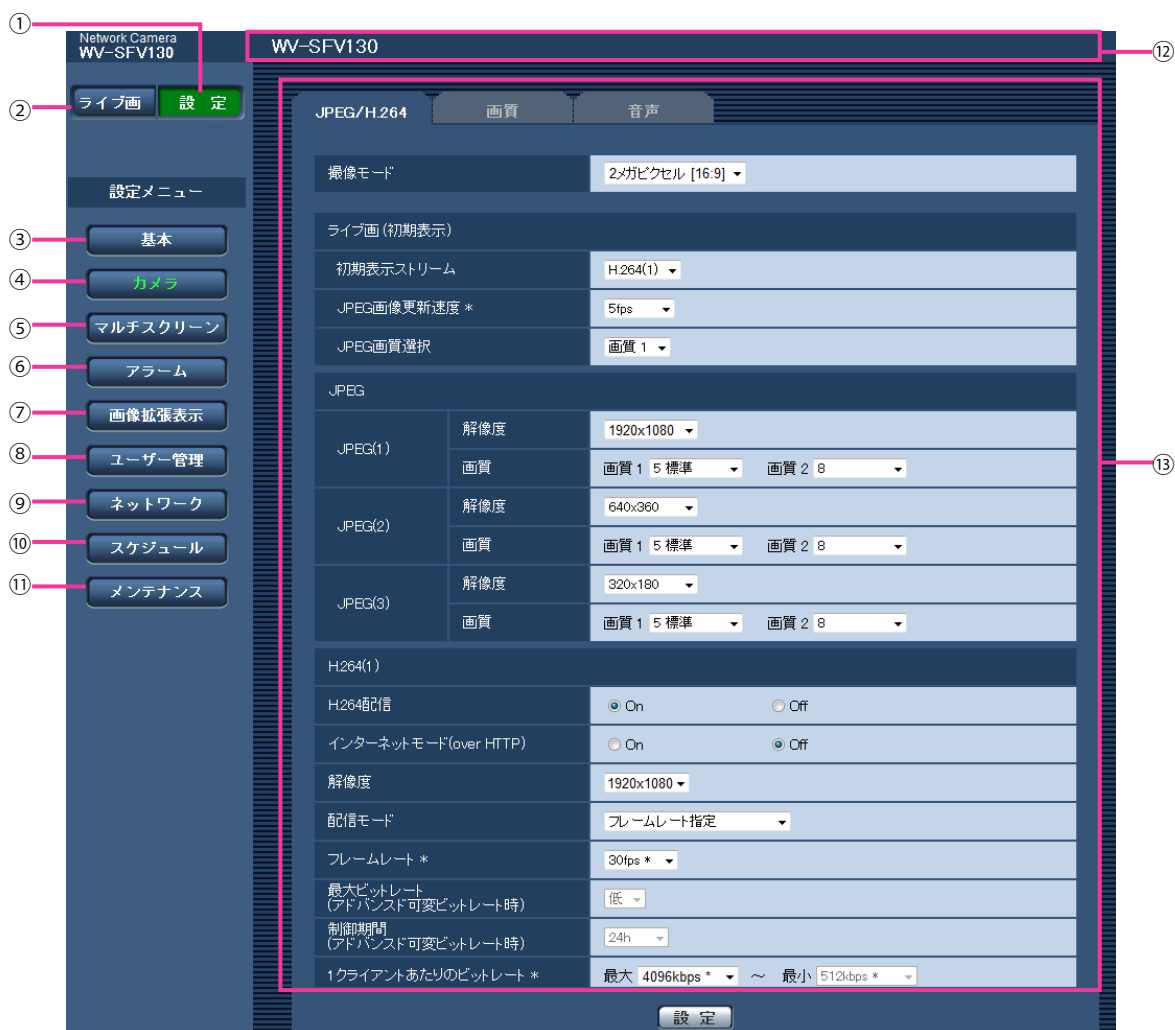 ①
Network Camera
WV-SFV130
WV-SFV130
⑫
②
ライブ画
設 定
JPEG/H.264
画質
音声
撮像モード
2メガピクセル [16:9]
設定メニュー
ライブ画(初期表示)
③
基本
初期表示ストリーム
H.264(1)
④
カメラ
JPEG画像更新速度 *
5fps
⑤
マルチスクリーン
JPEG画質選択
画質 1
⑥
アラーム
JPEG
⑦
画像拡張表示
JPEG(1)
解像度
1920x1080
⑧
ユーザー管理
画質
画質 1 5 標準 画質 2 8
⑬
⑨
ネットワーク
JPEG(2)
解像度
640x360
⑩
スケジュール
画質
画質 1 5 標準 画質 2 8
⑪
メンテナンス
JPEG(3)
解像度
320x180
画質
画質 1 5 標準 画質 2 8
H.264(1)
H.264配信
On Off
インターネットモード(over HTTP)
On Off
解像度
1920x1080
配信モード
フレームレート指定
フレームレート *
30fps *
最大ビットレート
(アドバンスド可変ビットレート時)
低
制御期間
(アドバンスド可変ビットレート時)
24h
1クライアントあたりのビットレート *
最大 4096kbps * ～ 最小 512kbps *
設 定